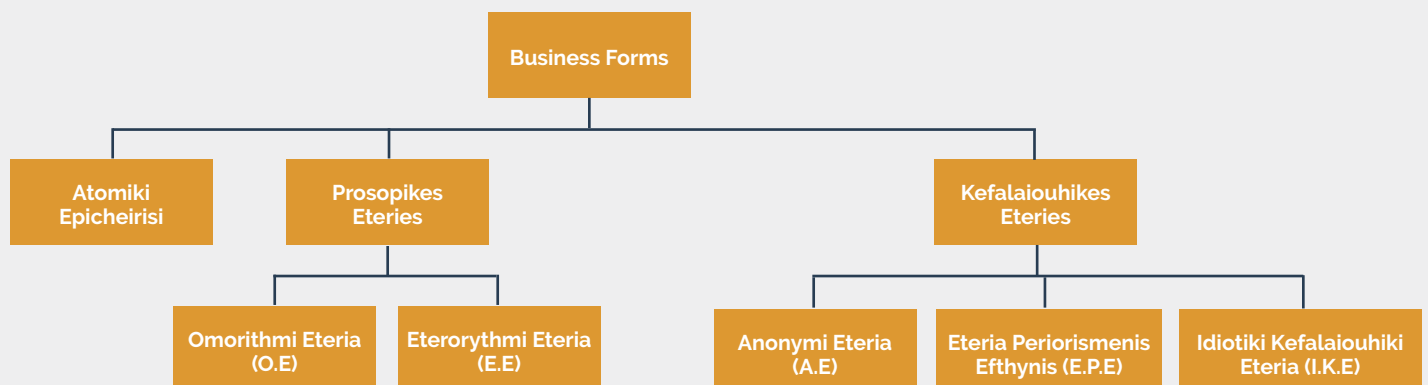 Business Forms
Atomiki
Epicheirisi
Prosopikes
Eteries
Kefalaiouhikes
Eteries
Omorithmi Eteria
(O.E)
Eterorythmi Eteria
(E.E)
Anonymi Eteria
(A.E)
Eteria Periorismenis
Efthynis (E.P.E)
Idiotiki Kefalaiouhiki
Eteria (I.K.E)